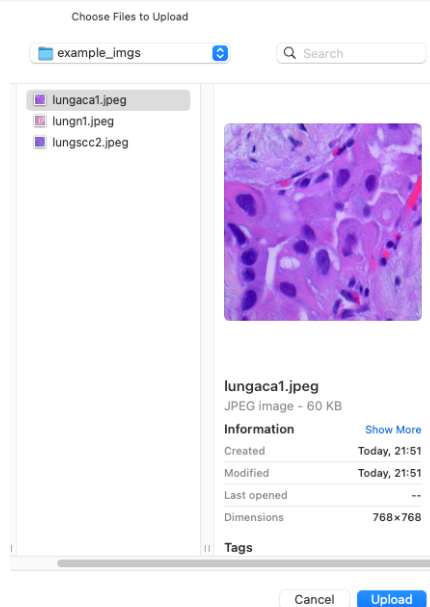 Choose Files to Upload
example_imgs
Search
lungaca1.jpeg
lungn1.jpeg
lungscc2.jpeg
lungaca1.jpeg
JPEG image - 60 KB
Information Show More
Created Today, 21:51
Modified Today, 21:51
Last opened --
Dimensions 768×768
Tags
Cancel Upload